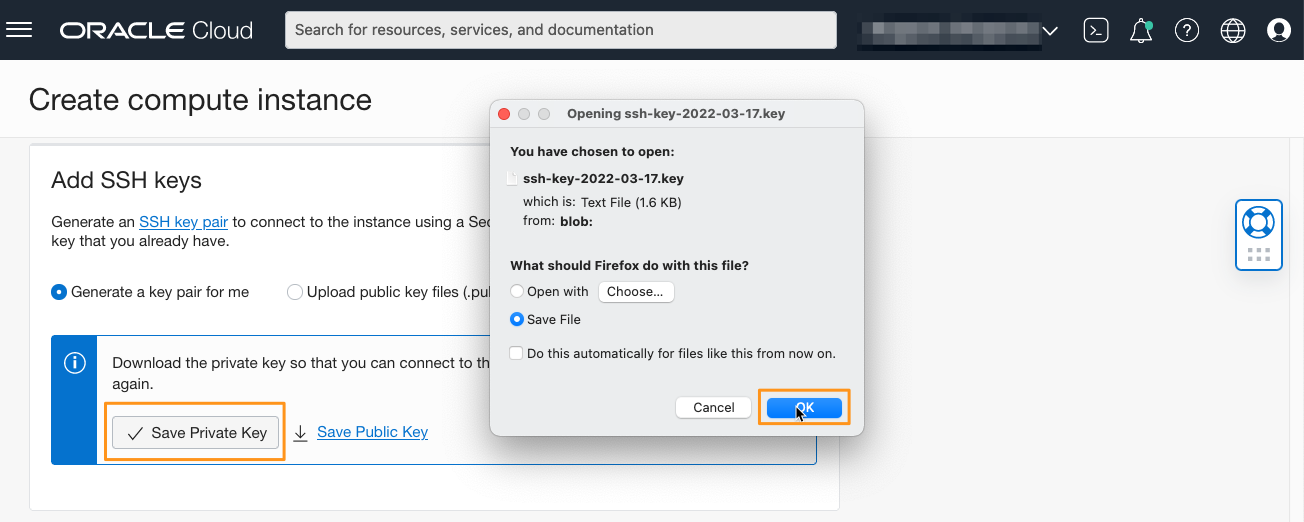 ORACLE Cloud
Search for resources, services, and documentation
Create compute instance
Add SSH keys
Generate an SSH key pair to connect to the instance using a Sec
key that you already have.
Generate a key pair for me
Upload public key files (.pul
Download the private key so that you can connect to th
again.
Save Private Key
Save Public Key
Opening ssh-key-2022-03-17.key
You have chosen to open:
ssh-key-2022-03-17.key
which is: Text File (1.6 KB)
from: blob:
What should Firefox do with this file?
Open with
Choose...
Save File
Do this automatically for files like this from now on.
Cancel
OK